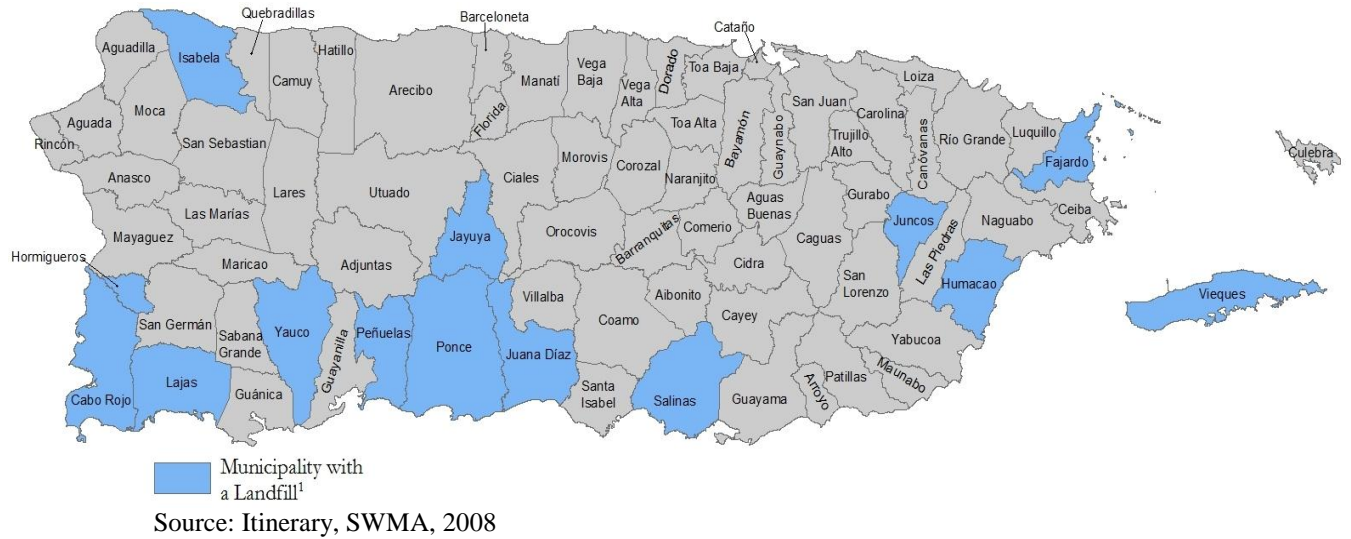 Quebradillas
Barceloneta
Cataño
Aguadilla
Isabela
Hatillo
Camuy
Arecibo
Manatí
Vega
Baja
Vega
Alta
Dorado
Toa Baja
Loiza
Moca
Aguada
Rincón
San Sebastian
Florida
Toa Alta
Bayamón
Guaynabo
San Juan
Trujillo
Alto
Carolina
Canóvanas
Río Grande
Luquillo
Fajardo
Culebra
Anasco
Lares
Utuado
Ciales
Morovis
Corozal
Naranjito
Las Marías
Mayaguez
Jayuya
Orocovis
Barranquitas
Comerio
Aguas
Buenas
Caguas
Gurabo
Juncos
Las Piedras
Naguabo
Ceiba
Hormigueros
Maricao
Adjuntas
Villalba
Coamo
Aibonito
Cidra
Cayey
San
Lorenzo
Humacao
Vieques
San Germán
Sabana
Grande
Yauco
Guayanilla
Peñuelas
Ponce
Juana Díaz
Yabucoa
Maunabo
Cabo Rojo
Lajas
Guánica
Santa
Isabel
Salinas
Guayama
Arroyo
Patillas
Municipality with
a Landfill¹
Source: Itinerary, SWMA, 2008